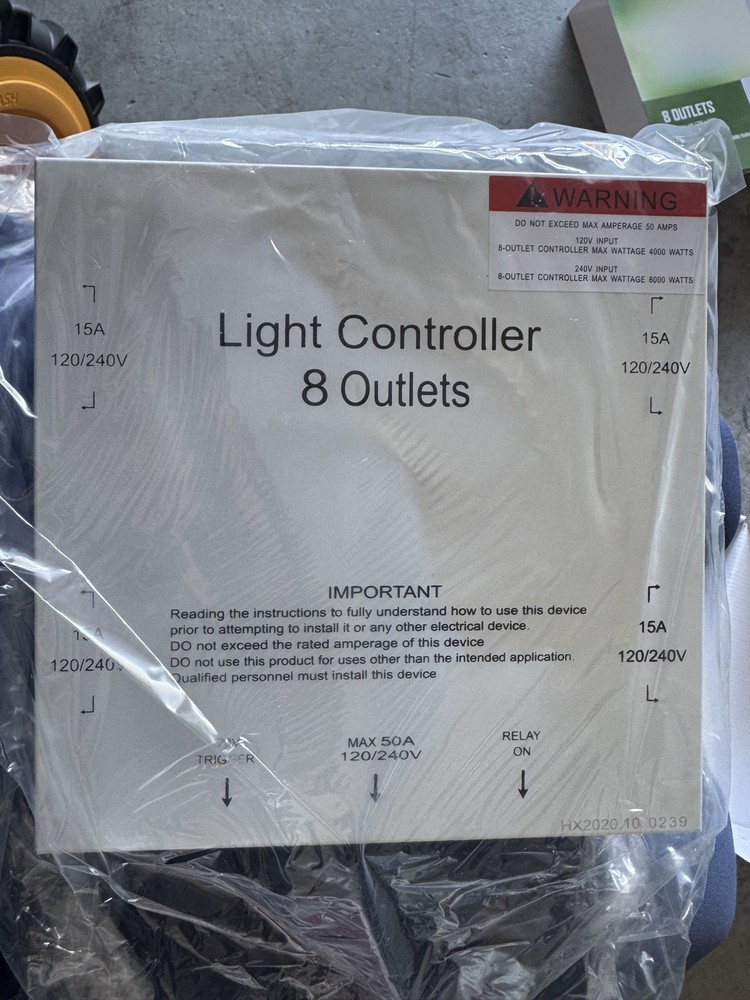 ASH
8 OUTLETS
WARNING
DO NOT EXCEED MAX AMPERAGE 50 AMPS
120V INPUT
8-OUTLET CONTROLLER MAX WATTAGE 4000 WATTS
240V INPUT
8-OUTLET CONTROLLER MAX WATTAGE 8000 WATTS
15A
120/240V
Light Controller
8 Outlets
15A
120/240V
IMPORTANT
Reading the instructions to fully understand how to use this device
prior to attempting to install it or any other electrical device.
DO not exceed the rated amperage of this device
DO not use this product for uses other than the intended application.
Qualified personnel must install this device
15A
120/240V
15A
120/240V
TRIGGER
MAX 50A
120/240V
RELAY
ON
HX2020.10.0239